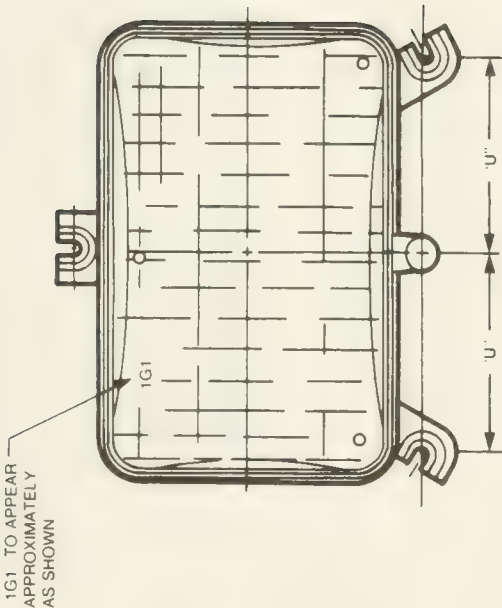 1G1 TO APPEAR
APPROXIMATELY
AS SHOWN
1G1
"U"
"U"